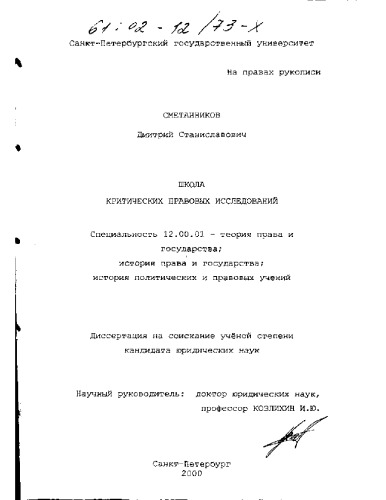 61:02-12/73-X
Санкт-Петербургский государственный университет
На правах рукописи
СМЕТАННИКОВ
Дмитрий Станиславович
ШКОЛА
КРИТИЧЕСКИХ ПРАВОВЫХ ИССЛЕДОВАНИЙ
Специальность 12.00.01 - теория права и
государства;
история права и государства;
история политических и правовых учений
Диссертация на соискание учёной степени
кандидата юридических наук
Научный руководитель: доктор юридических наук,
профессор КОЗЛИХИН И.Ю.
Санкт-Петербург
2000